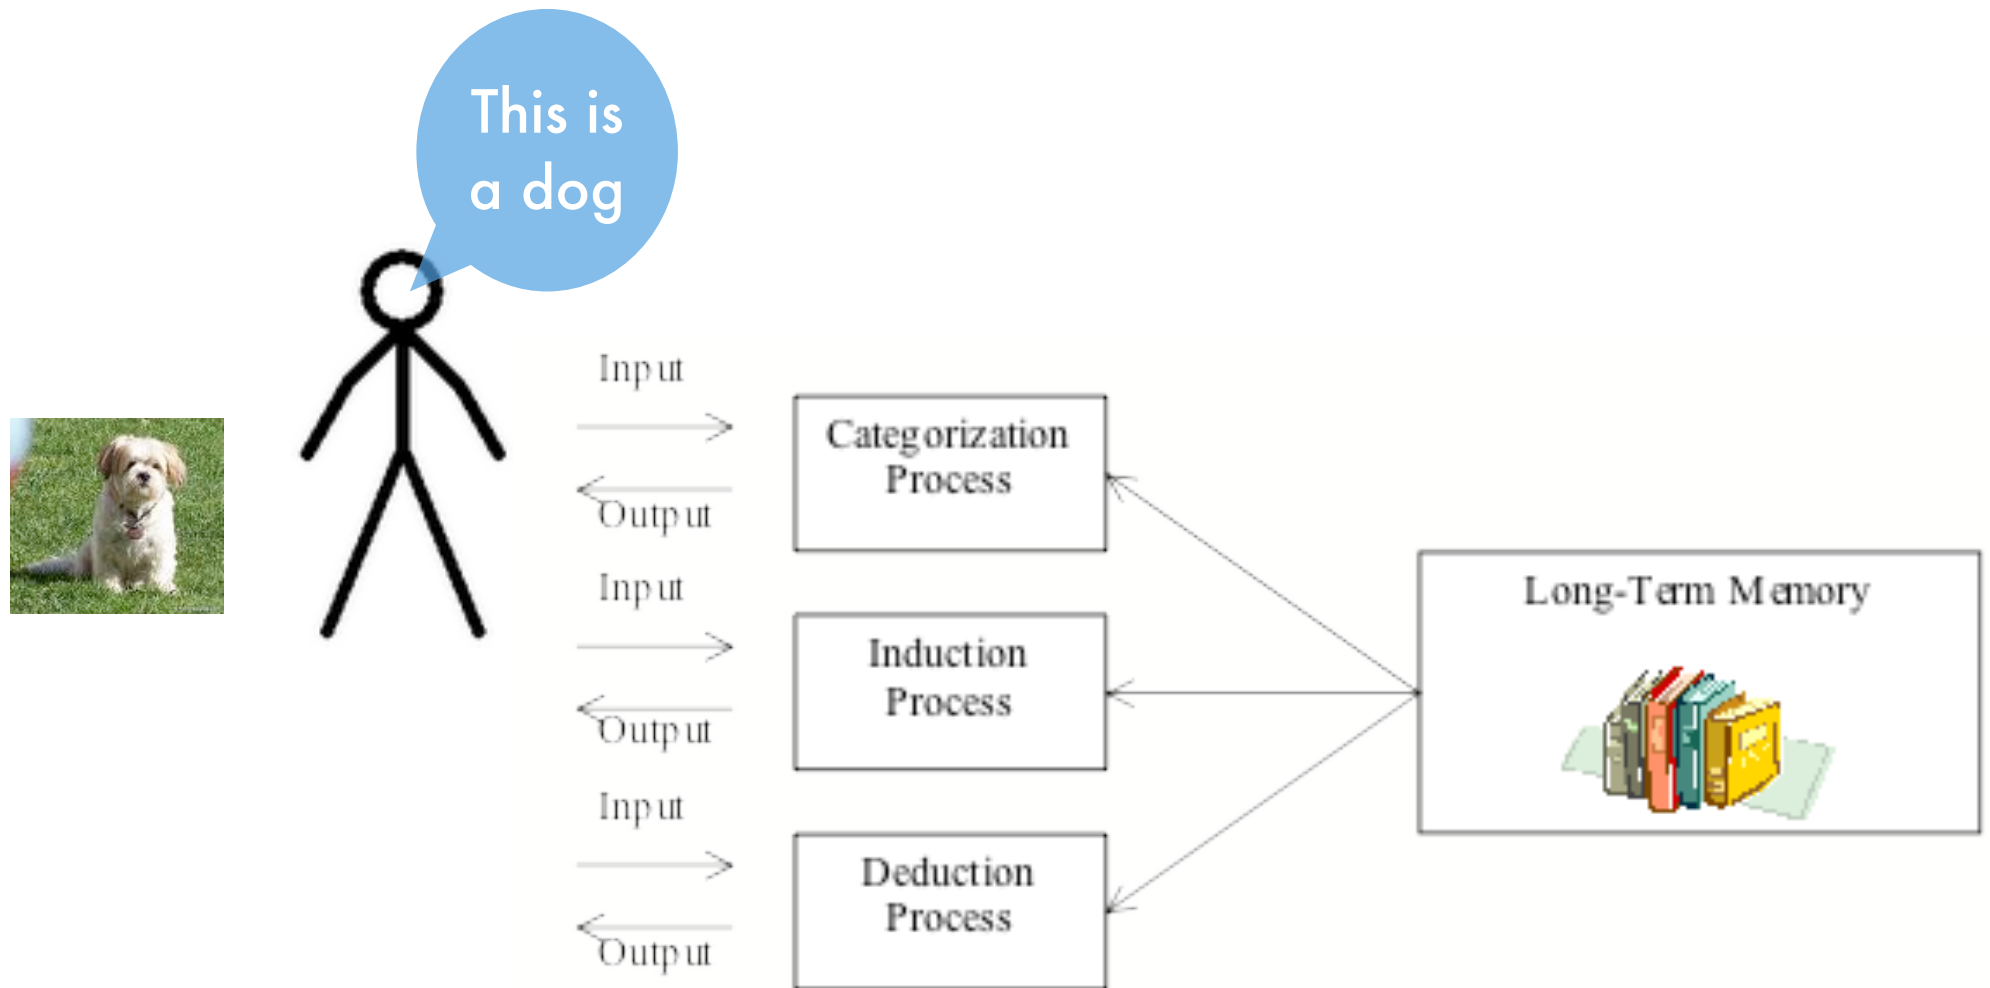 This is
a dog
Input
Output
Categorization
Process
Input
Output
Induction
Process
Input
Output
Deduction
Process
Long-Term Memory